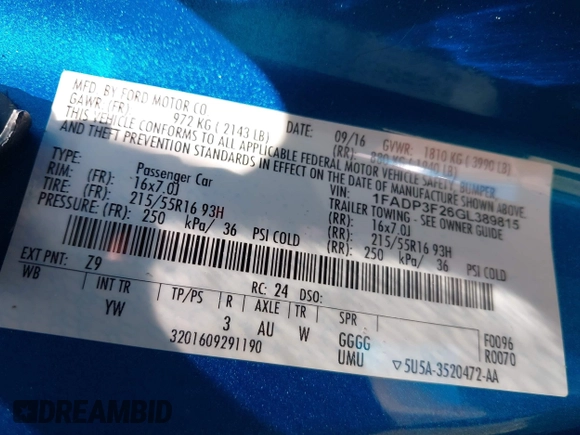 MFD. BY FORD MOTOR CO.
DATE: 09/16 GVWR: 1810 KG ( 3990 LB)
GAWR: (FR) 972 KG ( 2143 LB) (RR): KG LB)
THIS VEHICLE CONFORMS TO ALL APPLICABLE FEDERAL MOTOR VEHICLE SAFETY, BUMPER,
AND THEFT PREVENTION STANDARDS IN EFFECT ON THE DATE OF MANUFACTURE SHOWN ABOVE.
VIN: 1FADP3F26GL389815
TYPE: Passenger Car TRAILER TOWING - SEE OWNER GUIDE
RIM: (FR): 16x7.0J (RR): 16x7.0J
TIRE: (FR): 215/55R16 93H (RR): 215/55R16 93H
PRESSURE: (FR): 250 kPa/ 36 PSI COLD (RR): 250 kPa/ 36 PSI COLD
EXT PNT: Z9 RC: 24 DSO:
WB INT TR TP/PS R AXLE TR SPR
YW 3 AU W GGGG F0096
UMU R0070
3201609291190 ▽5U5A-3520472-AA
DREAMBID